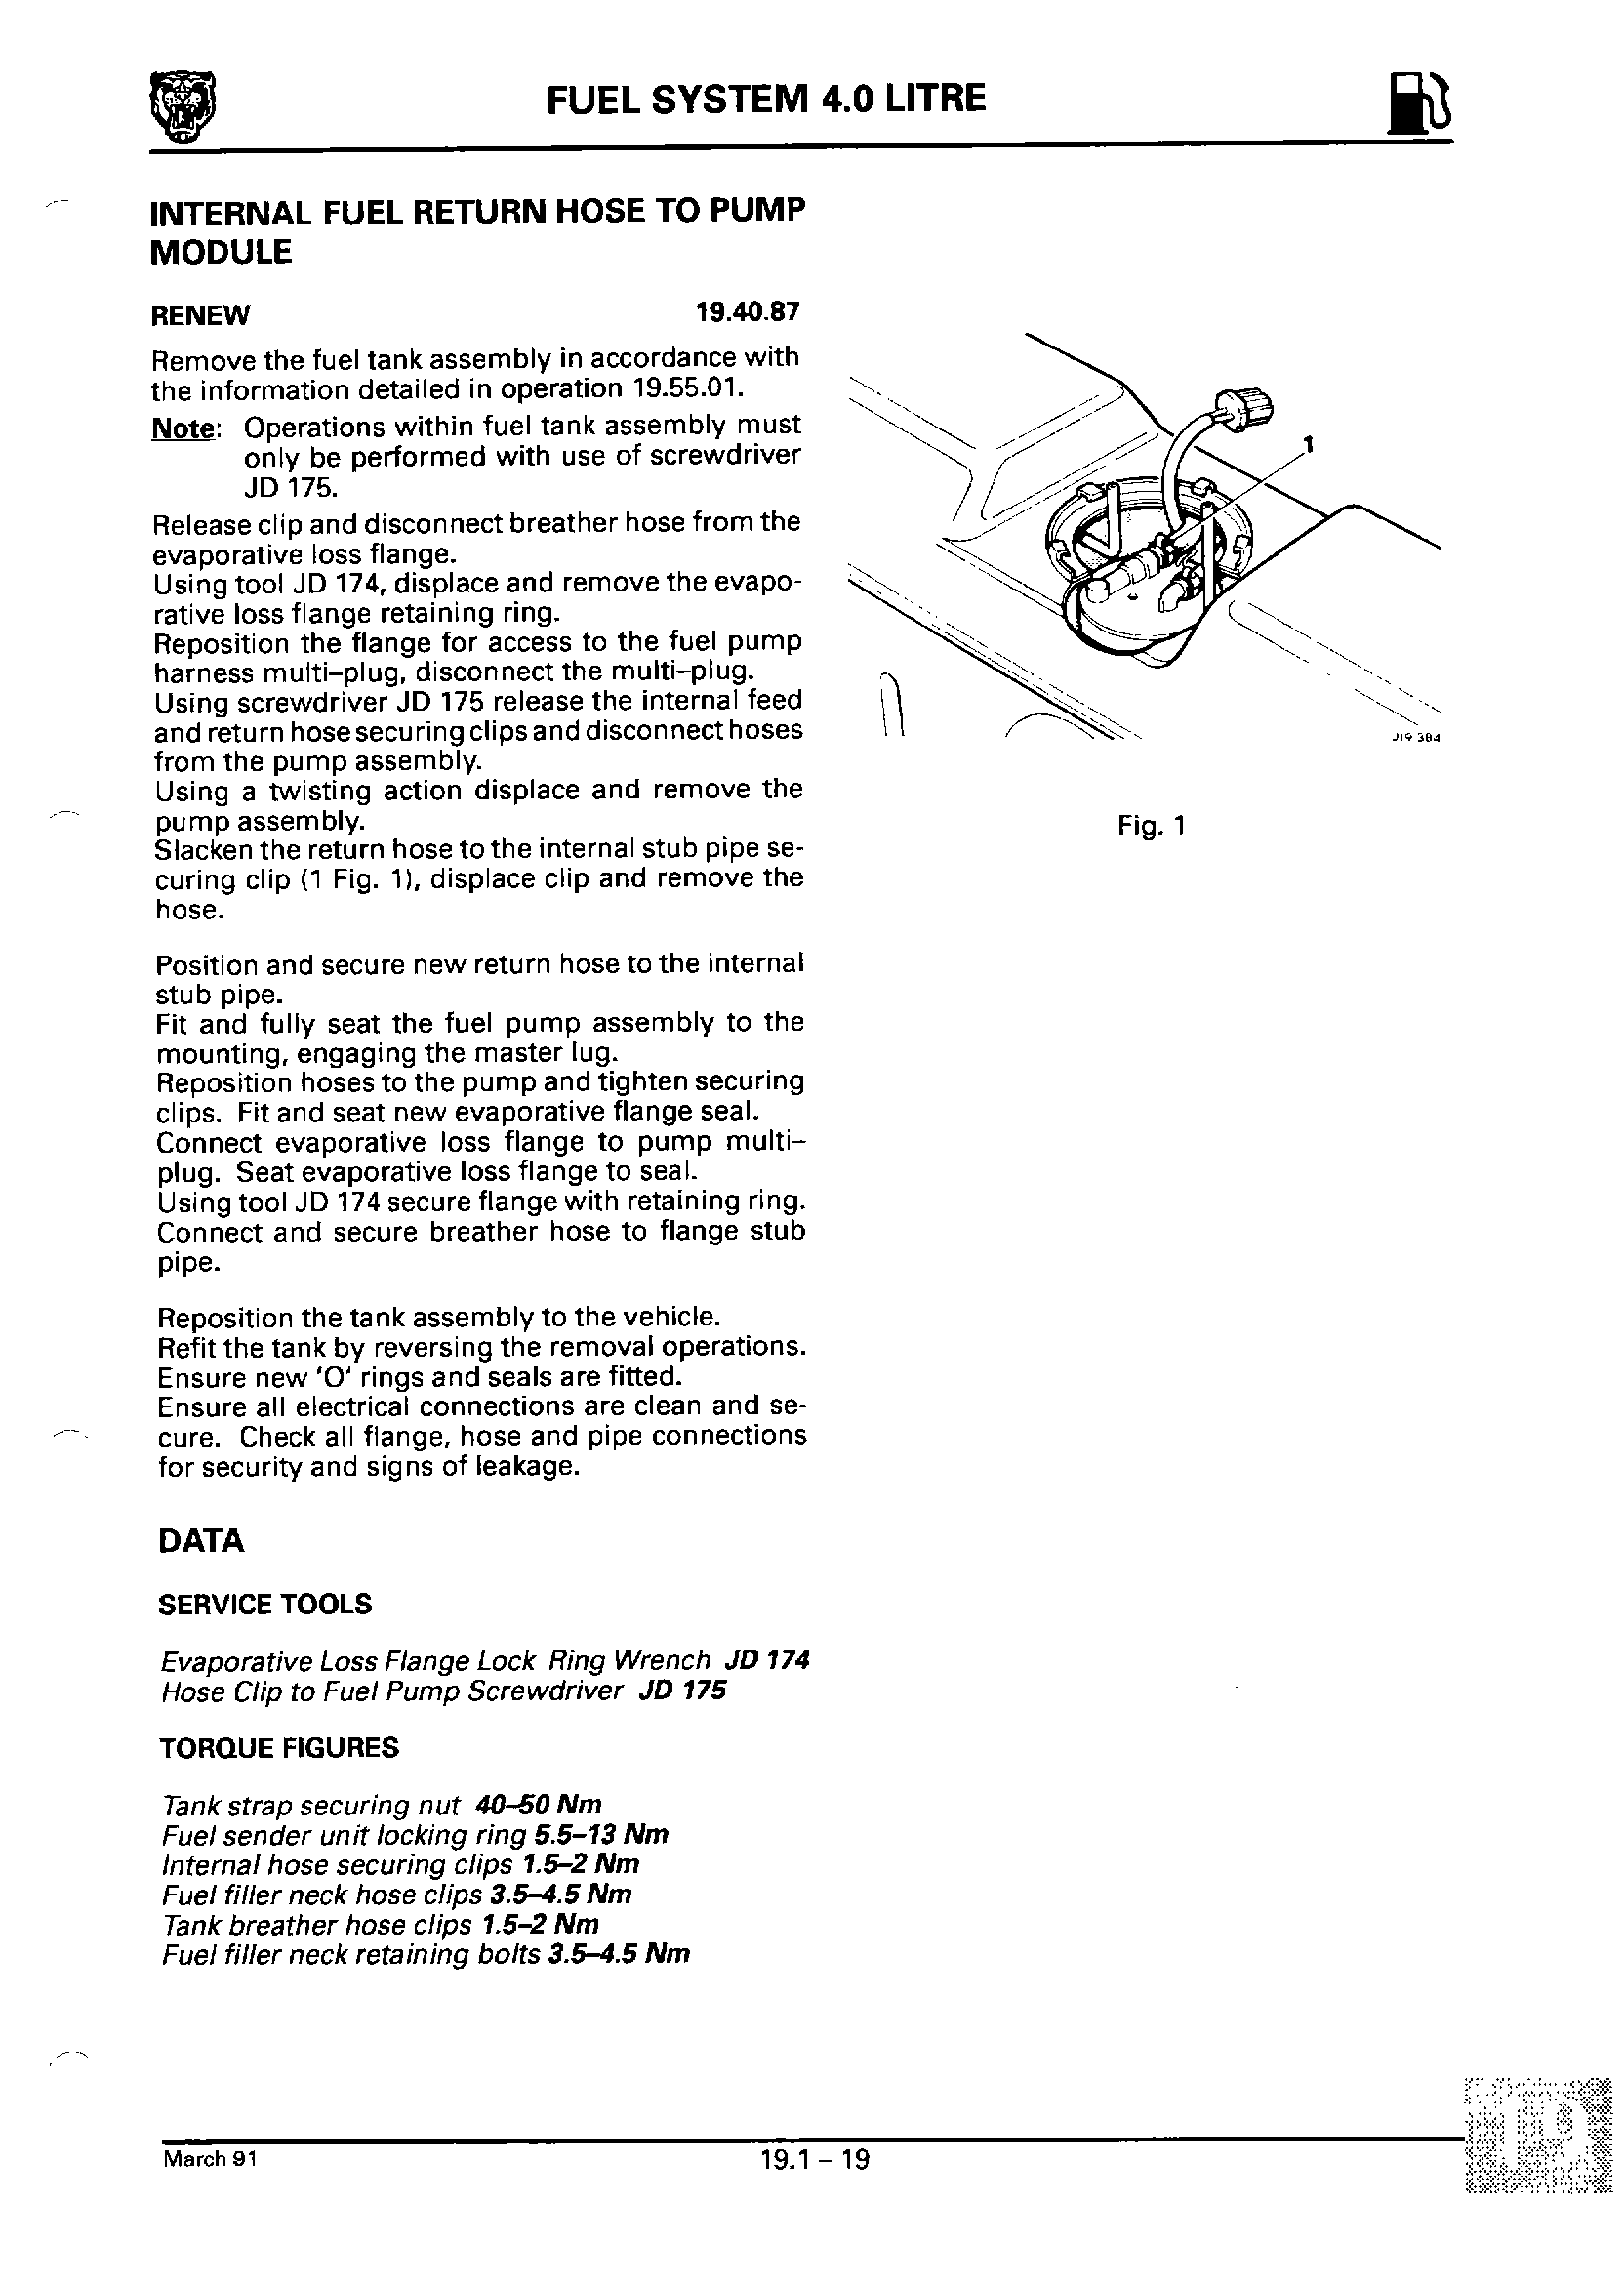 FUEL SYSTEM 4.0 LITRE
INTERNAL FUEL RETURN HOSE TO PUMP
MODULE
RENEW 19.40.87
Remove the fuel tank assembly in accordance with
the information detailed in operation 19.55.01.
Note: Operations within fuel tank assembly must
only be performed with use of screwdriver
JD 175.
Release clip and disconnect breather hose from the
evaporative loss flange.
Using tool JD 174, displace and remove the evapo-
rative loss flange retaining ring.
Reposition the flange for access to the fuel pump
harness multi-plug, disconnect the multi-plug.
Using screwdriver JD 175 release the internal feed
and return hose securing clips and disconnect hoses
from the pump assembly.
Using a twisting action displace and remove the
pump assembly.
Slacken the return hose to the internal stub pipe se-
curing clip (1 Fig. 1), displace clip and remove the
hose.
Position and secure new return hose to the internal
stub pipe.
Fit and fully seat the fuel pump assembly to the
mounting, engaging the master lug.
Reposition hoses to the pump and tighten securing
clips. Fit and seat new evaporative flange seal.
Connect evaporative loss flange to pump multi-
plug. Seat evaporative loss flange to seal.
Using tool JD 174 secure flange with retaining ring.
Connect and secure breather hose to flange stub
pipe.
Reposition the tank assembly to the vehicle.
Refit the tank by reversing the removal operations.
Ensure new 'O' rings and seals are fitted.
Ensure all electrical connections are clean and se-
cure. Check all flange, hose and pipe connections
for security and signs of leakage.
DATA
SERVICE TOOLS
Evaporative Loss Flange Lock Ring Wrench JD 174
Hose Clip to Fuel Pump Screwdriver JD 175
TORQUE FIGURES
Tank strap securing nut 40–50 Nm
Fuel sender unit locking ring 5.5–13 Nm
Internal hose securing clips 1.5–2 Nm
Fuel filler neck hose clips 3.5–4.5 Nm
Tank breather hose clips 1.5–2 Nm
Fuel filler neck retaining bolts 3.5–4.5 Nm
1
J19 384
Fig. 1
March 91
19.1 – 19
19